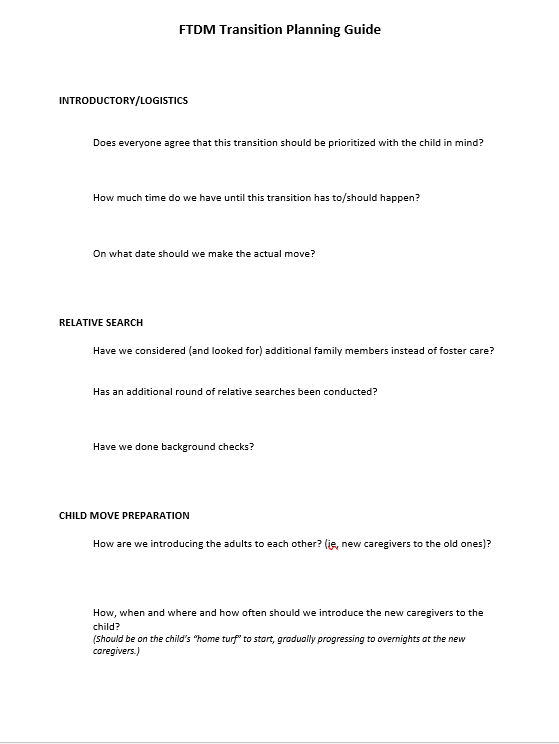 FTDM Transition Planning Guide
INTRODUCTORY/LOGISTICS
Does everyone agree that this transition should be prioritized with the child in mind?
How much time do we have until this transition has to/should happen?
On what date should we make the actual move?
RELATIVE SEARCH
Have we considered (and looked for) additional family members instead of foster care?
Has an additional round of relative searches been conducted?
Have we done background checks?
CHILD MOVE PREPARATION
How are we introducing the adults to each other? (ie, new caregivers to the old ones)?
How, when and where and how often should we introduce the new caregivers to the
child?
(Should be on the child’s “home turf” to start, gradually progressing to overnights at the new
caregivers.)